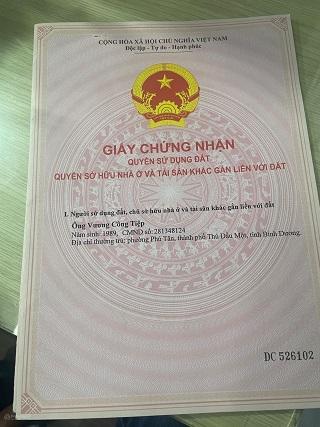 CỘNG HÒA XÃ HỘI CHỦ NGHĨA VIỆT NAM
Độc lập - Tự do - Hạnh phúc
GIẤY CHỨNG NHẬN
QUYỀN SỬ DỤNG ĐẤT
QUYỀN SỞ HỮU NHÀ Ở VÀ TÀI SẢN KHÁC GẮN LIỀN VỚI ĐẤT
I. Người sử dụng đất, chủ sở hữu nhà ở và tài sản khác gắn liền với đất
Ông Vương Công Tiệp
Năm sinh: 1989, CMND số: 281348124
Địa chỉ thường trú: phường Phú Tân, thành phố Thủ Dầu Một, tỉnh Bình Dương.
DC 526102